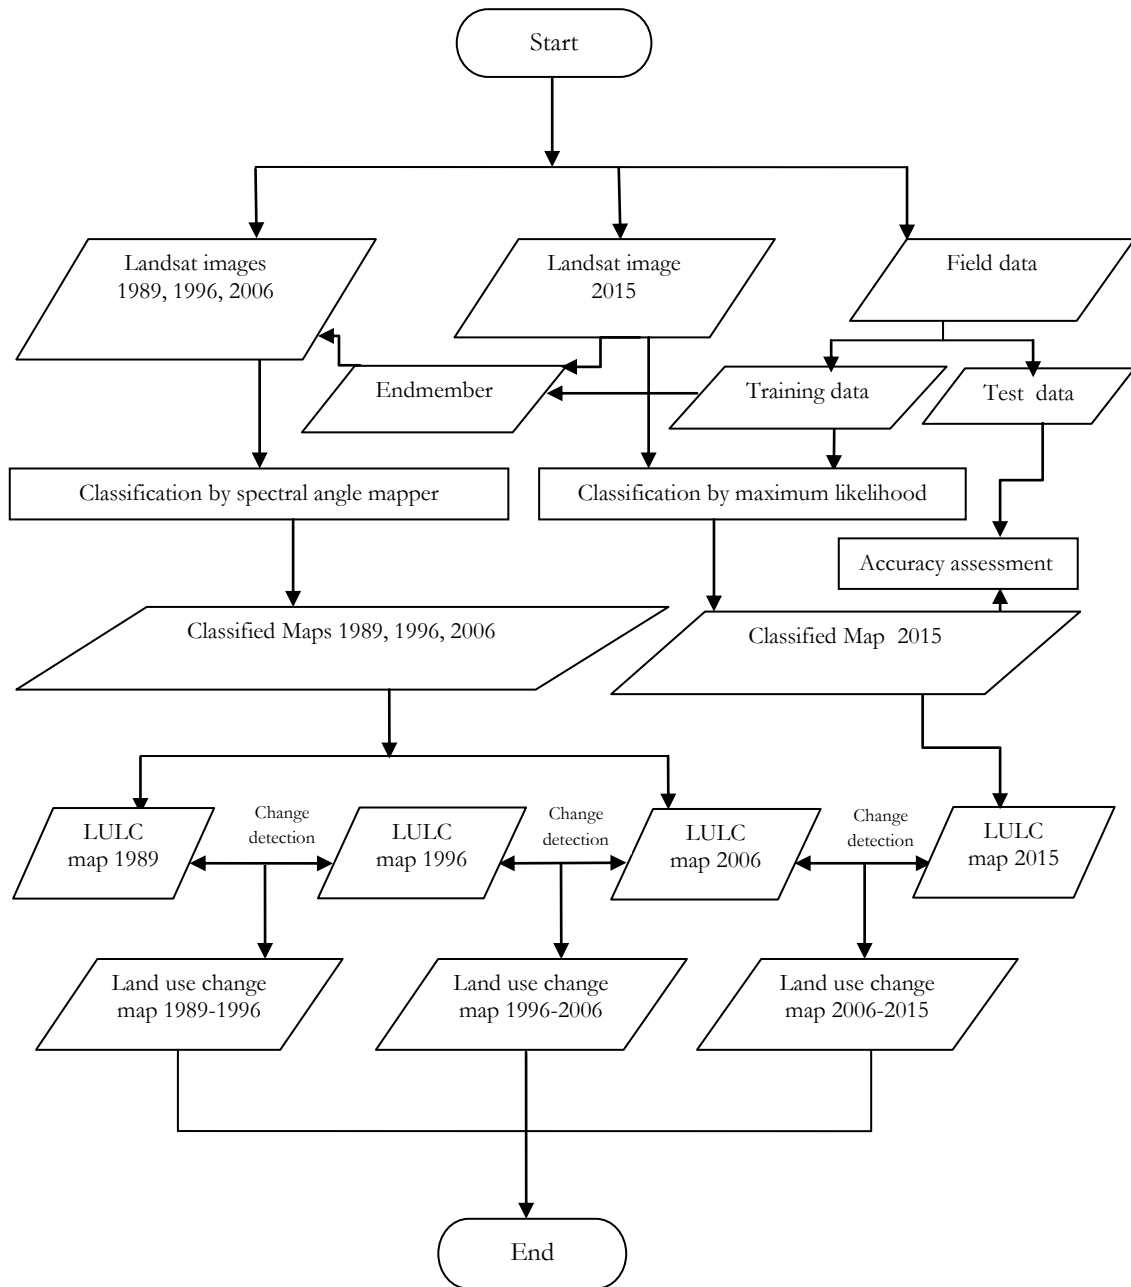 Start
Landsat images
1989, 1996, 2006
Landsat image
2015
Field data
Endmember
Training data
Test data
Classification by spectral angle mapper
Classification by maximum likelihood
Accuracy assessment
Classified Maps 1989, 1996, 2006
Classified Map 2015
LULC
map 1989
Change
detection
LULC
map 1996
Change
detection
LULC
map 2006
Change
detection
LULC
map 2015
Land use change
map 1989-1996
Land use change
map 1996-2006
Land use change
map 2006-2015
End